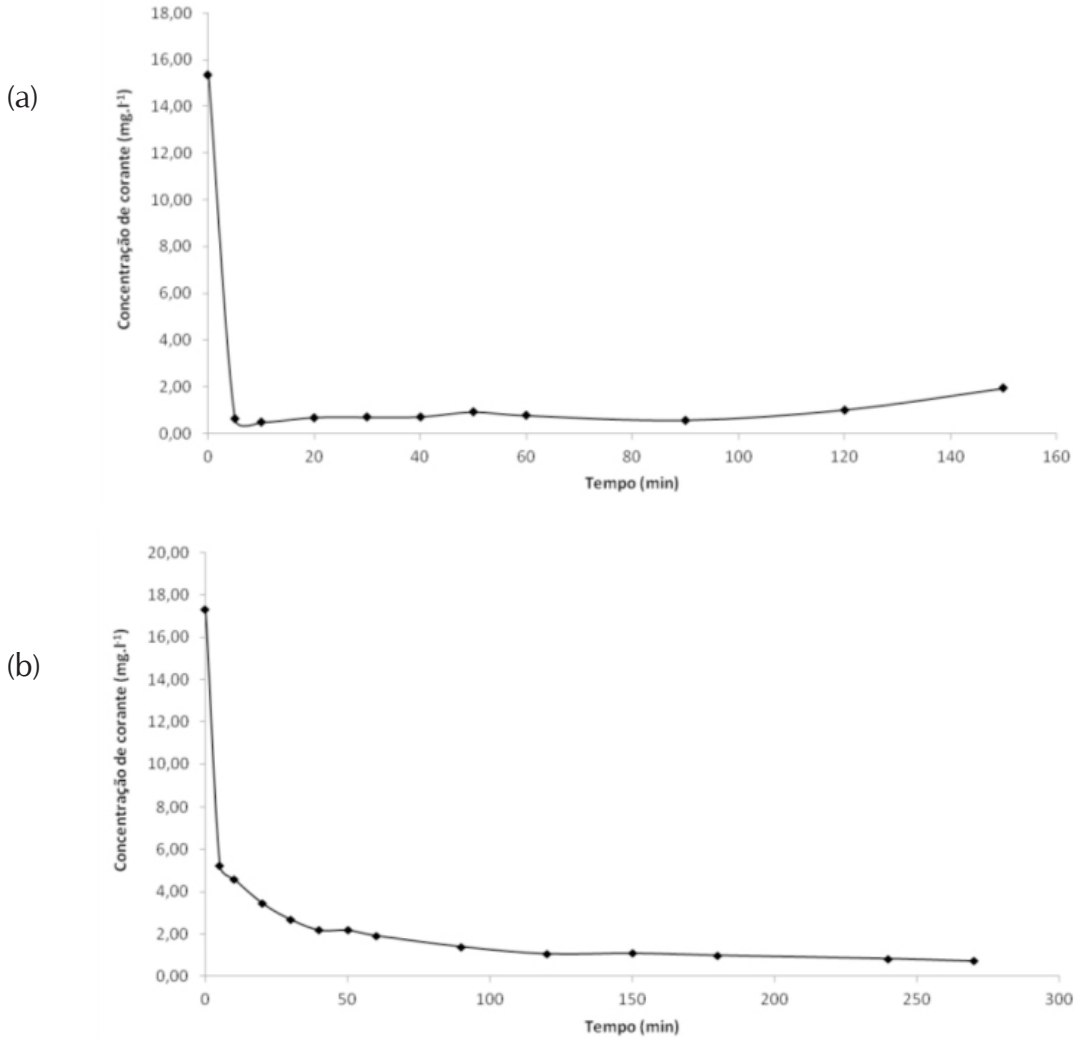 (a)
Concentração de corante (mg.l⁻¹)
18,00
16,00
14,00
12,00
10,00
8,00
6,00
4,00
2,00
0,00
0 20 40 60 80 100 120 140 160
Tempo (min)
(b)
Concentração de corante (mg.l⁻¹)
20,00
18,00
16,00
14,00
12,00
10,00
8,00
6,00
4,00
2,00
0,00
0 50 100 150 200 250 300
Tempo (min)